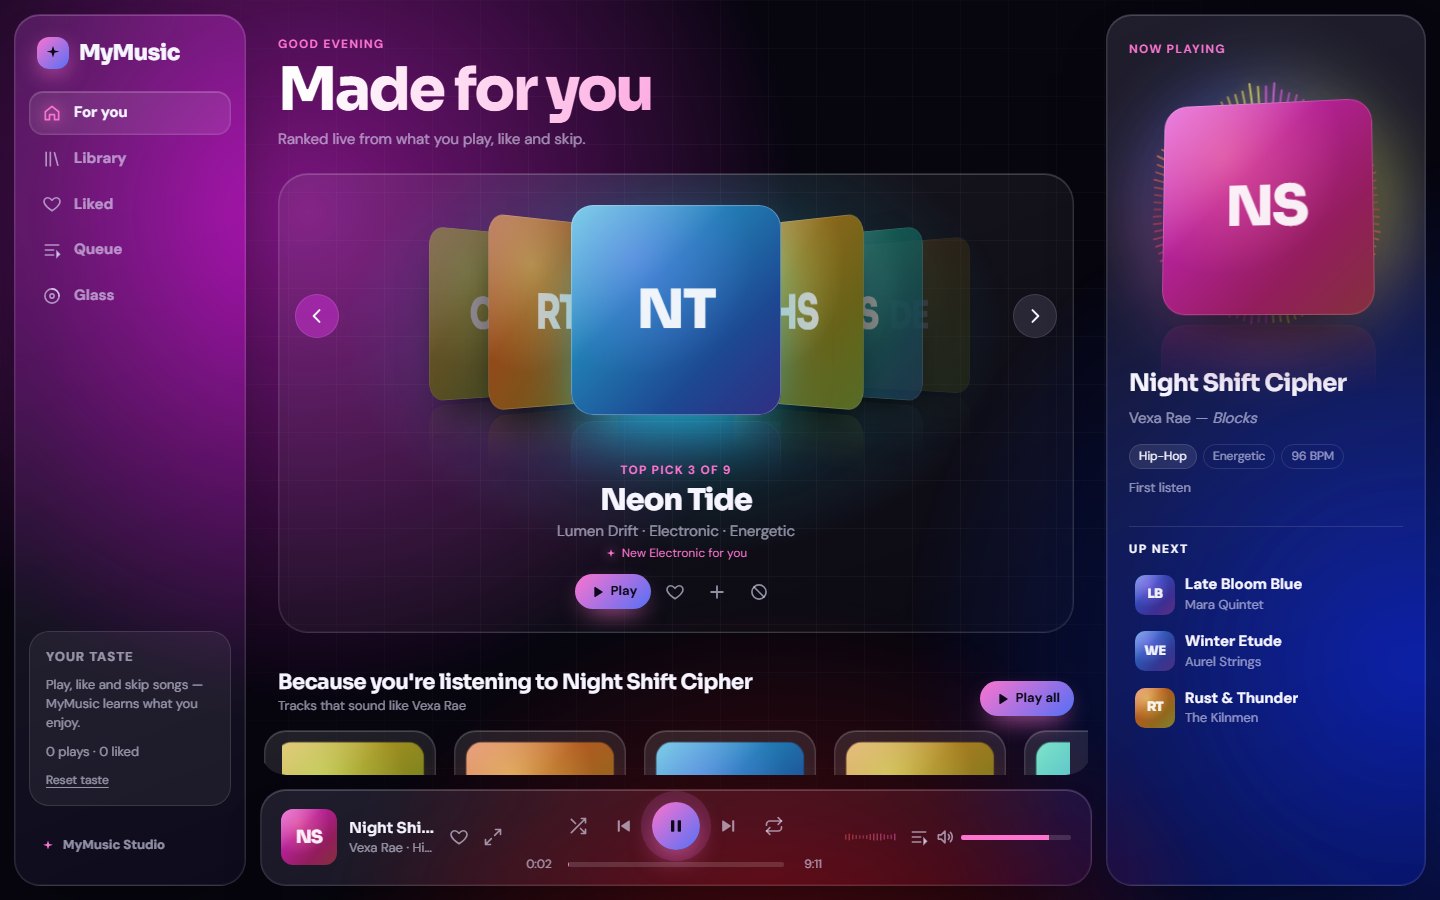 MyMusic
For you
Library
Liked
Queue
Glass
YOUR TASTE
Play, like and skip songs —
MyMusic learns what you
enjoy.
0 plays · 0 liked
Reset taste
MyMusic Studio
GOOD EVENING
Made for you
Ranked live from what you play, like and skip.
RT
NT
HS
S
DE
TOP PICK 3 OF 9
Neon Tide
Lumen Drift · Electronic · Energetic
New Electronic for you
Play
Because you're listening to Night Shift Cipher
Tracks that sound like Vexa Rae
Play all
NS
Night Shi...
Vexa Rae · Hi...
0:02
9:11
NOW PLAYING
NS
Night Shift Cipher
Vexa Rae — Blocks
Hip-Hop
Energetic
96 BPM
First listen
UP NEXT
LB
Late Bloom Blue
Mara Quintet
WE
Winter Etude
Aurel Strings
RT
Rust & Thunder
The Kilnmen